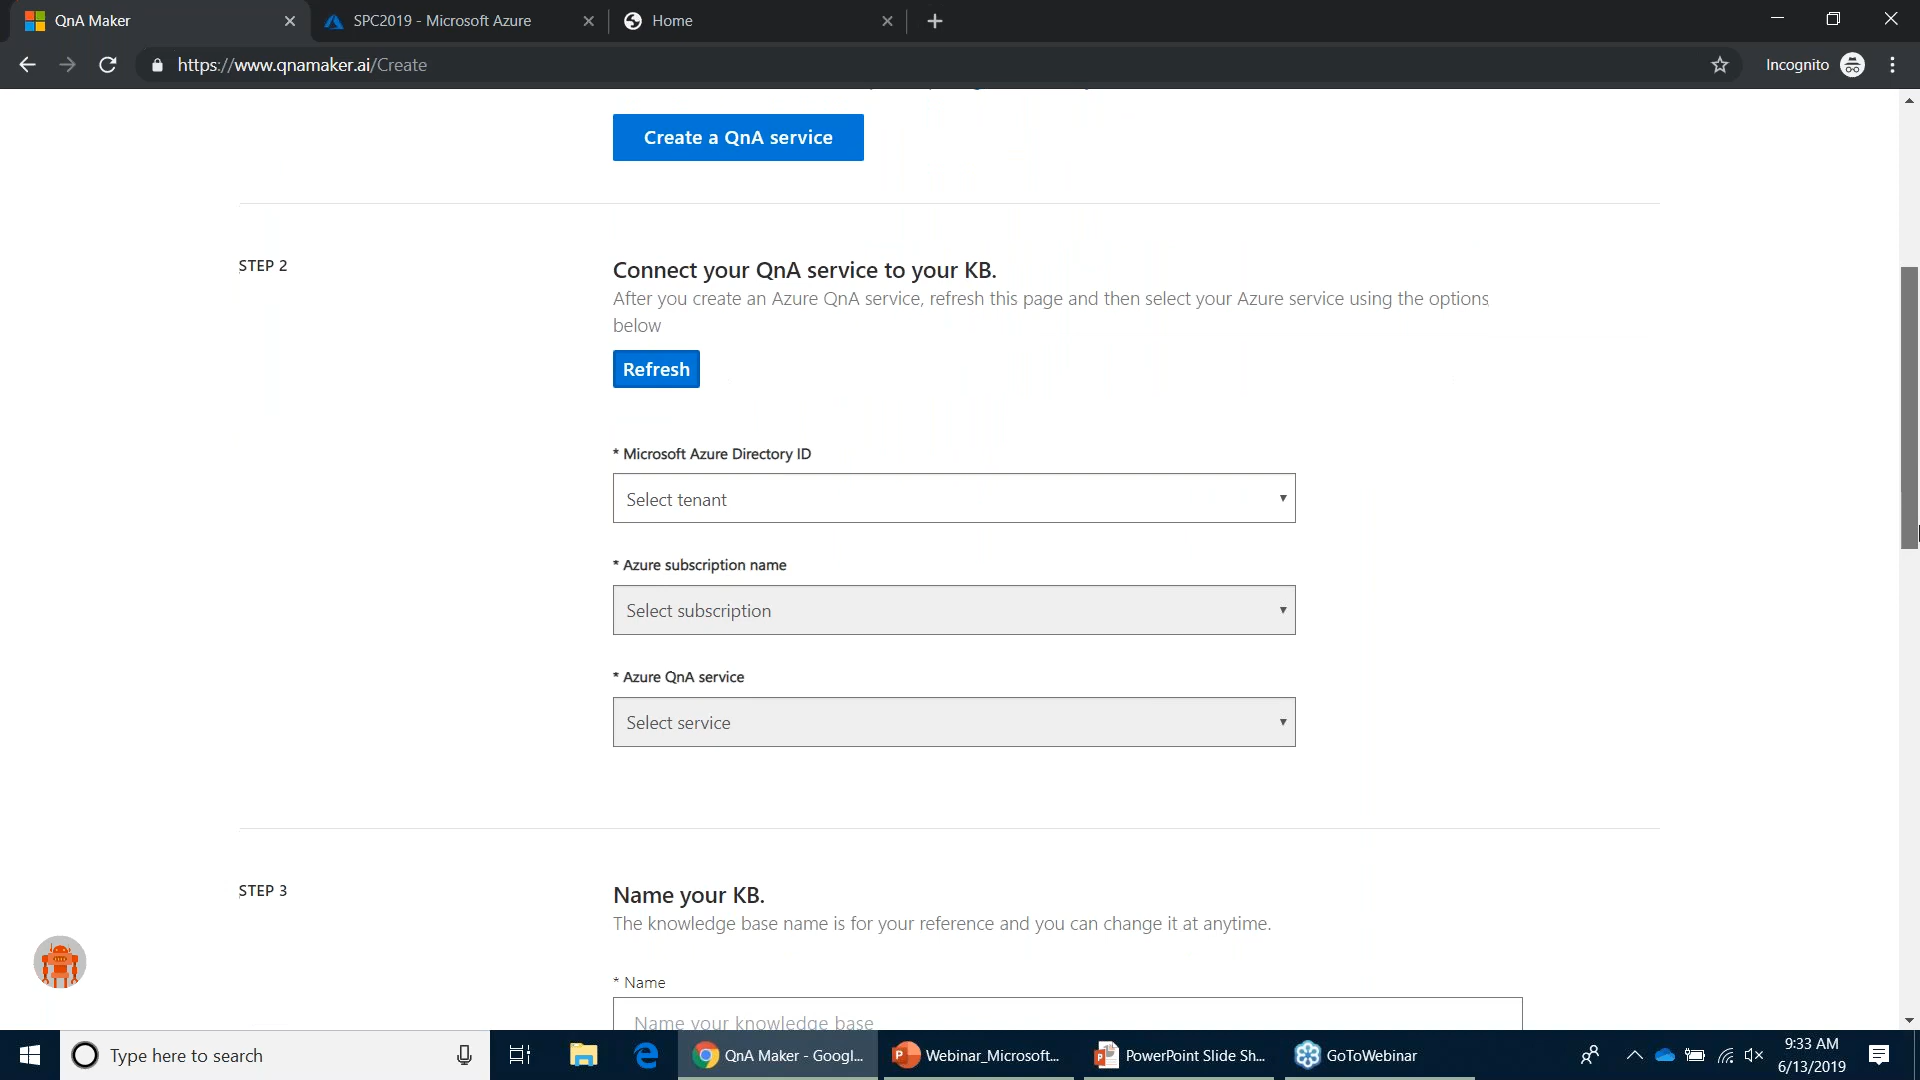 QnA Maker
SPC2019 - Microsoft Azure
Home
https://www.qnamaker.ai/Create
Incognito
Create a QnA service
STEP 2
Connect your QnA service to your KB.
After you create an Azure QnA service, refresh this page and then select your Azure service using the options
below
Refresh
* Microsoft Azure Directory ID
Select tenant
* Azure subscription name
Select subscription
* Azure QnA service
Select service
STEP 3
Name your KB.
The knowledge base name is for your reference and you can change it at anytime.
* Name
Name your knowledge base
Type here to search
QnA Maker - Googl...
Webinar_Microsoft...
PowerPoint Slide Sh...
GoToWebinar
9:33 AM
6/13/2019